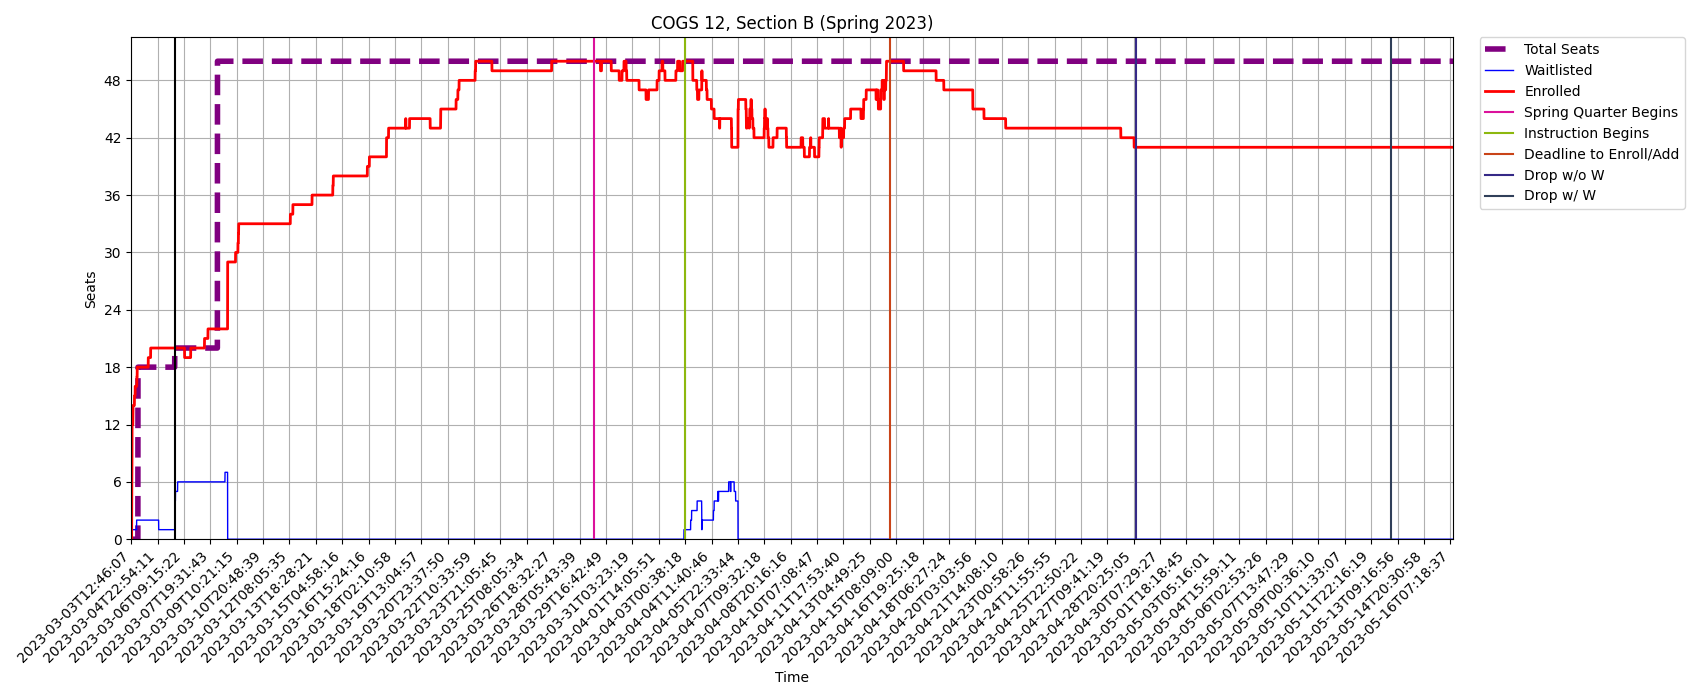 COGS 12, Section B (Spring 2023)
Total Seats
Waitlisted
Enrolled
Spring Quarter Begins
Instruction Begins
Deadline to Enroll/Add
Drop w/o W
Drop w/ W
Seats
48
42
36
30
24
18
12
6
0
2023-03-03T12:46:07
2023-03-04T22:54:11
2023-03-06T09:15:22
2023-03-07T19:31:43
2023-03-09T10:21:15
2023-03-10T20:48:39
2023-03-12T08:05:35
2023-03-13T18:28:21
2023-03-15T04:58:16
2023-03-16T15:24:16
2023-03-18T02:10:58
2023-03-19T13:04:57
2023-03-20T23:37:50
2023-03-22T10:33:59
2023-03-23T21:05:45
2023-03-25T08:05:34
2023-03-26T18:32:27
2023-03-28T05:43:39
2023-03-29T16:42:49
2023-03-31T03:23:19
2023-04-01T14:05:51
2023-04-03T00:38:18
2023-04-04T11:40:46
2023-04-05T22:33:44
2023-04-07T09:32:18
2023-04-08T20:16:16
2023-04-10T07:08:47
2023-04-11T17:53:40
2023-04-13T04:49:25
2023-04-15T08:09:00
2023-04-16T19:25:18
2023-04-18T06:27:24
2023-04-20T03:03:56
2023-04-21T14:08:10
2023-04-23T00:58:26
2023-04-24T11:55:55
2023-04-25T22:50:22
2023-04-27T09:41:19
2023-04-28T20:25:05
2023-04-30T07:29:27
2023-05-01T18:18:45
2023-05-03T05:16:01
2023-05-04T15:59:11
2023-05-06T02:53:26
2023-05-07T13:47:29
2023-05-09T00:36:10
2023-05-10T11:33:07
2023-05-11T22:16:19
2023-05-13T09:16:56
2023-05-14T20:30:58
2023-05-16T07:18:37
Time